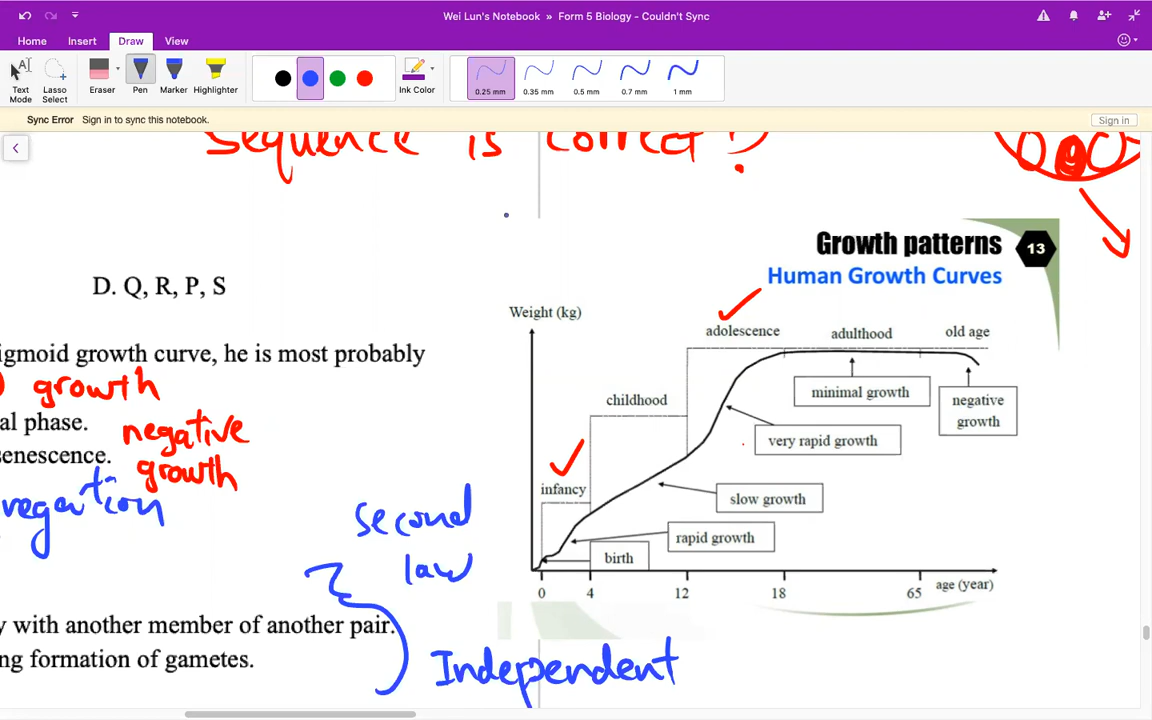 Wei Lun's Notebook » Form 5 Biology - Couldn't Sync
Home Insert Draw View
Text Mode
Lasso Select
Eraser
Pen
Marker
Highlighter
Ink Color
0.25 mm 0.35 mm 0.5 mm 0.7 mm 1 mm
Sync Error Sign in to sync this notebook.
Sign in
Sequence is correct?
D. Q, R, P, S
igmoid growth curve, he is most probably
growth
al phase.
negative
growth
senescence.
regation
second
law
y with another member of another pair.
ng formation of gametes.
Independent
Growth patterns
13
Human Growth Curves
Weight (kg)
adolescence adulthood old age
childhood
minimal growth
negative
growth
very rapid growth
infancy
slow growth
rapid growth
birth
0 4 12 18 65 age (year)